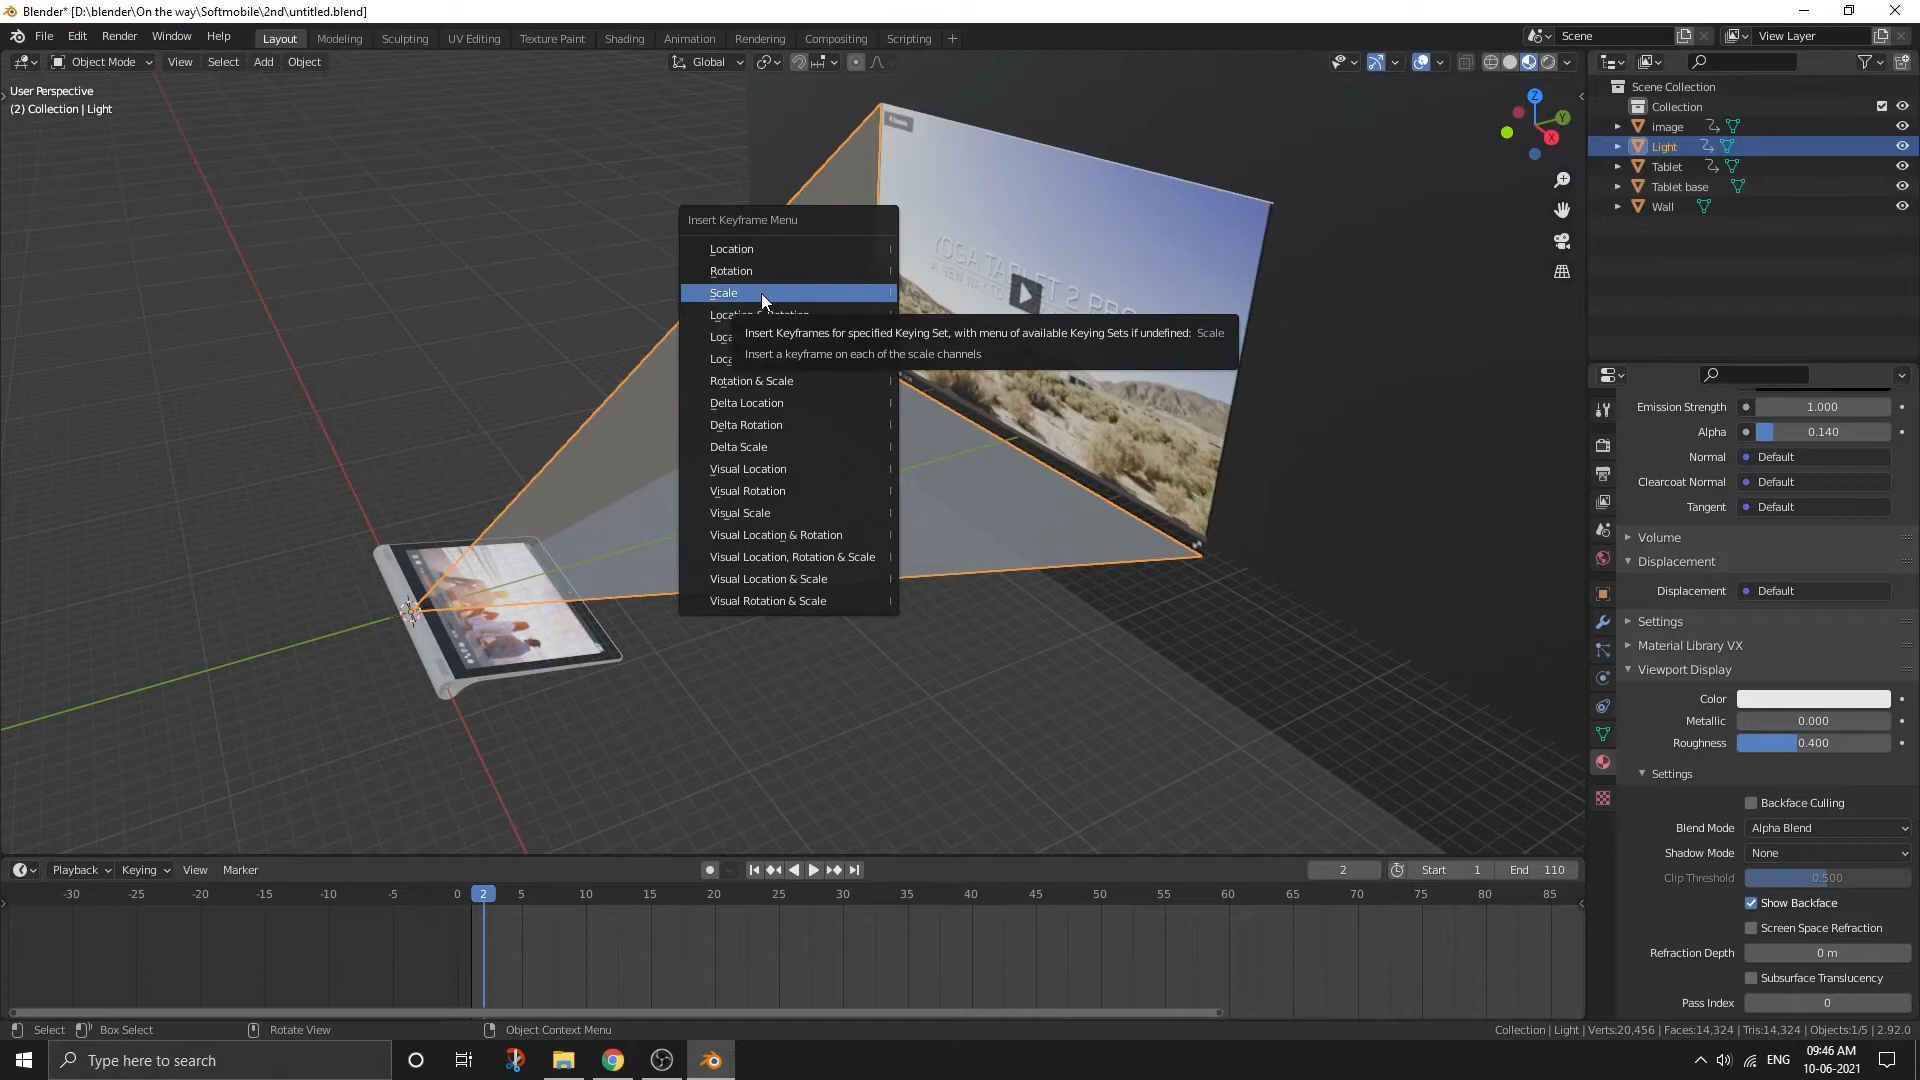 Blender* [D:\blender\On the way\Softmobile\2nd\untitled.blend]
File Edit Render Window Help
Layout Modeling Sculpting UV Editing Texture Paint Shading Animation Rendering Compositing Scripting
Scene
View Layer
Object Mode View Select Add Object
Global
User Perspective
(2) Collection | Light
Scene Collection
Collection
image
Light
Tablet
Tablet base
Wall
Z
Y
X
Insert Keyframe Menu
Location I
Rotation I
Scale I
Location & Rotation
Loca
Loca
Rotation & Scale I
Delta Location I
Delta Rotation I
Delta Scale I
Visual Location I
Visual Rotation I
Visual Scale I
Visual Location & Rotation I
Visual Location, Rotation & Scale I
Visual Location & Scale I
Visual Rotation & Scale I
Insert Keyframes for specified Keying Set, with menu of available Keying Sets if undefined: Scale
Insert a keyframe on each of the scale channels
YOGA TABLET 2 PRO
A NEW WAY TO
Emission Strength 1.000
Alpha 0.140
Normal Default
Clearcoat Normal Default
Tangent Default
Volume
Displacement
Displacement Default
Settings
Material Library VX
Viewport Display
Color
Metallic 0.000
Roughness 0.400
Settings
Backface Culling
Blend Mode Alpha Blend
Shadow Mode None
Clip Threshold 0.500
Show Backface
Screen Space Refraction
Refraction Depth 0 m
Subsurface Translucency
Pass Index 0
Playback Keying View Marker
2 Start 1 End 110
-30 -25 -20 -15 -10 -5 0 2 5 10 15 20 25 30 35 40 45 50 55 60 65 70 75 80 85
Select Box Select Rotate View Object Context Menu
Collection | Light | Verts:20,456 | Faces:14,324 | Tris:14,324 | Objects:1/5 | 2.92.0
Type here to search
ENG
09:46 AM
10-06-2021